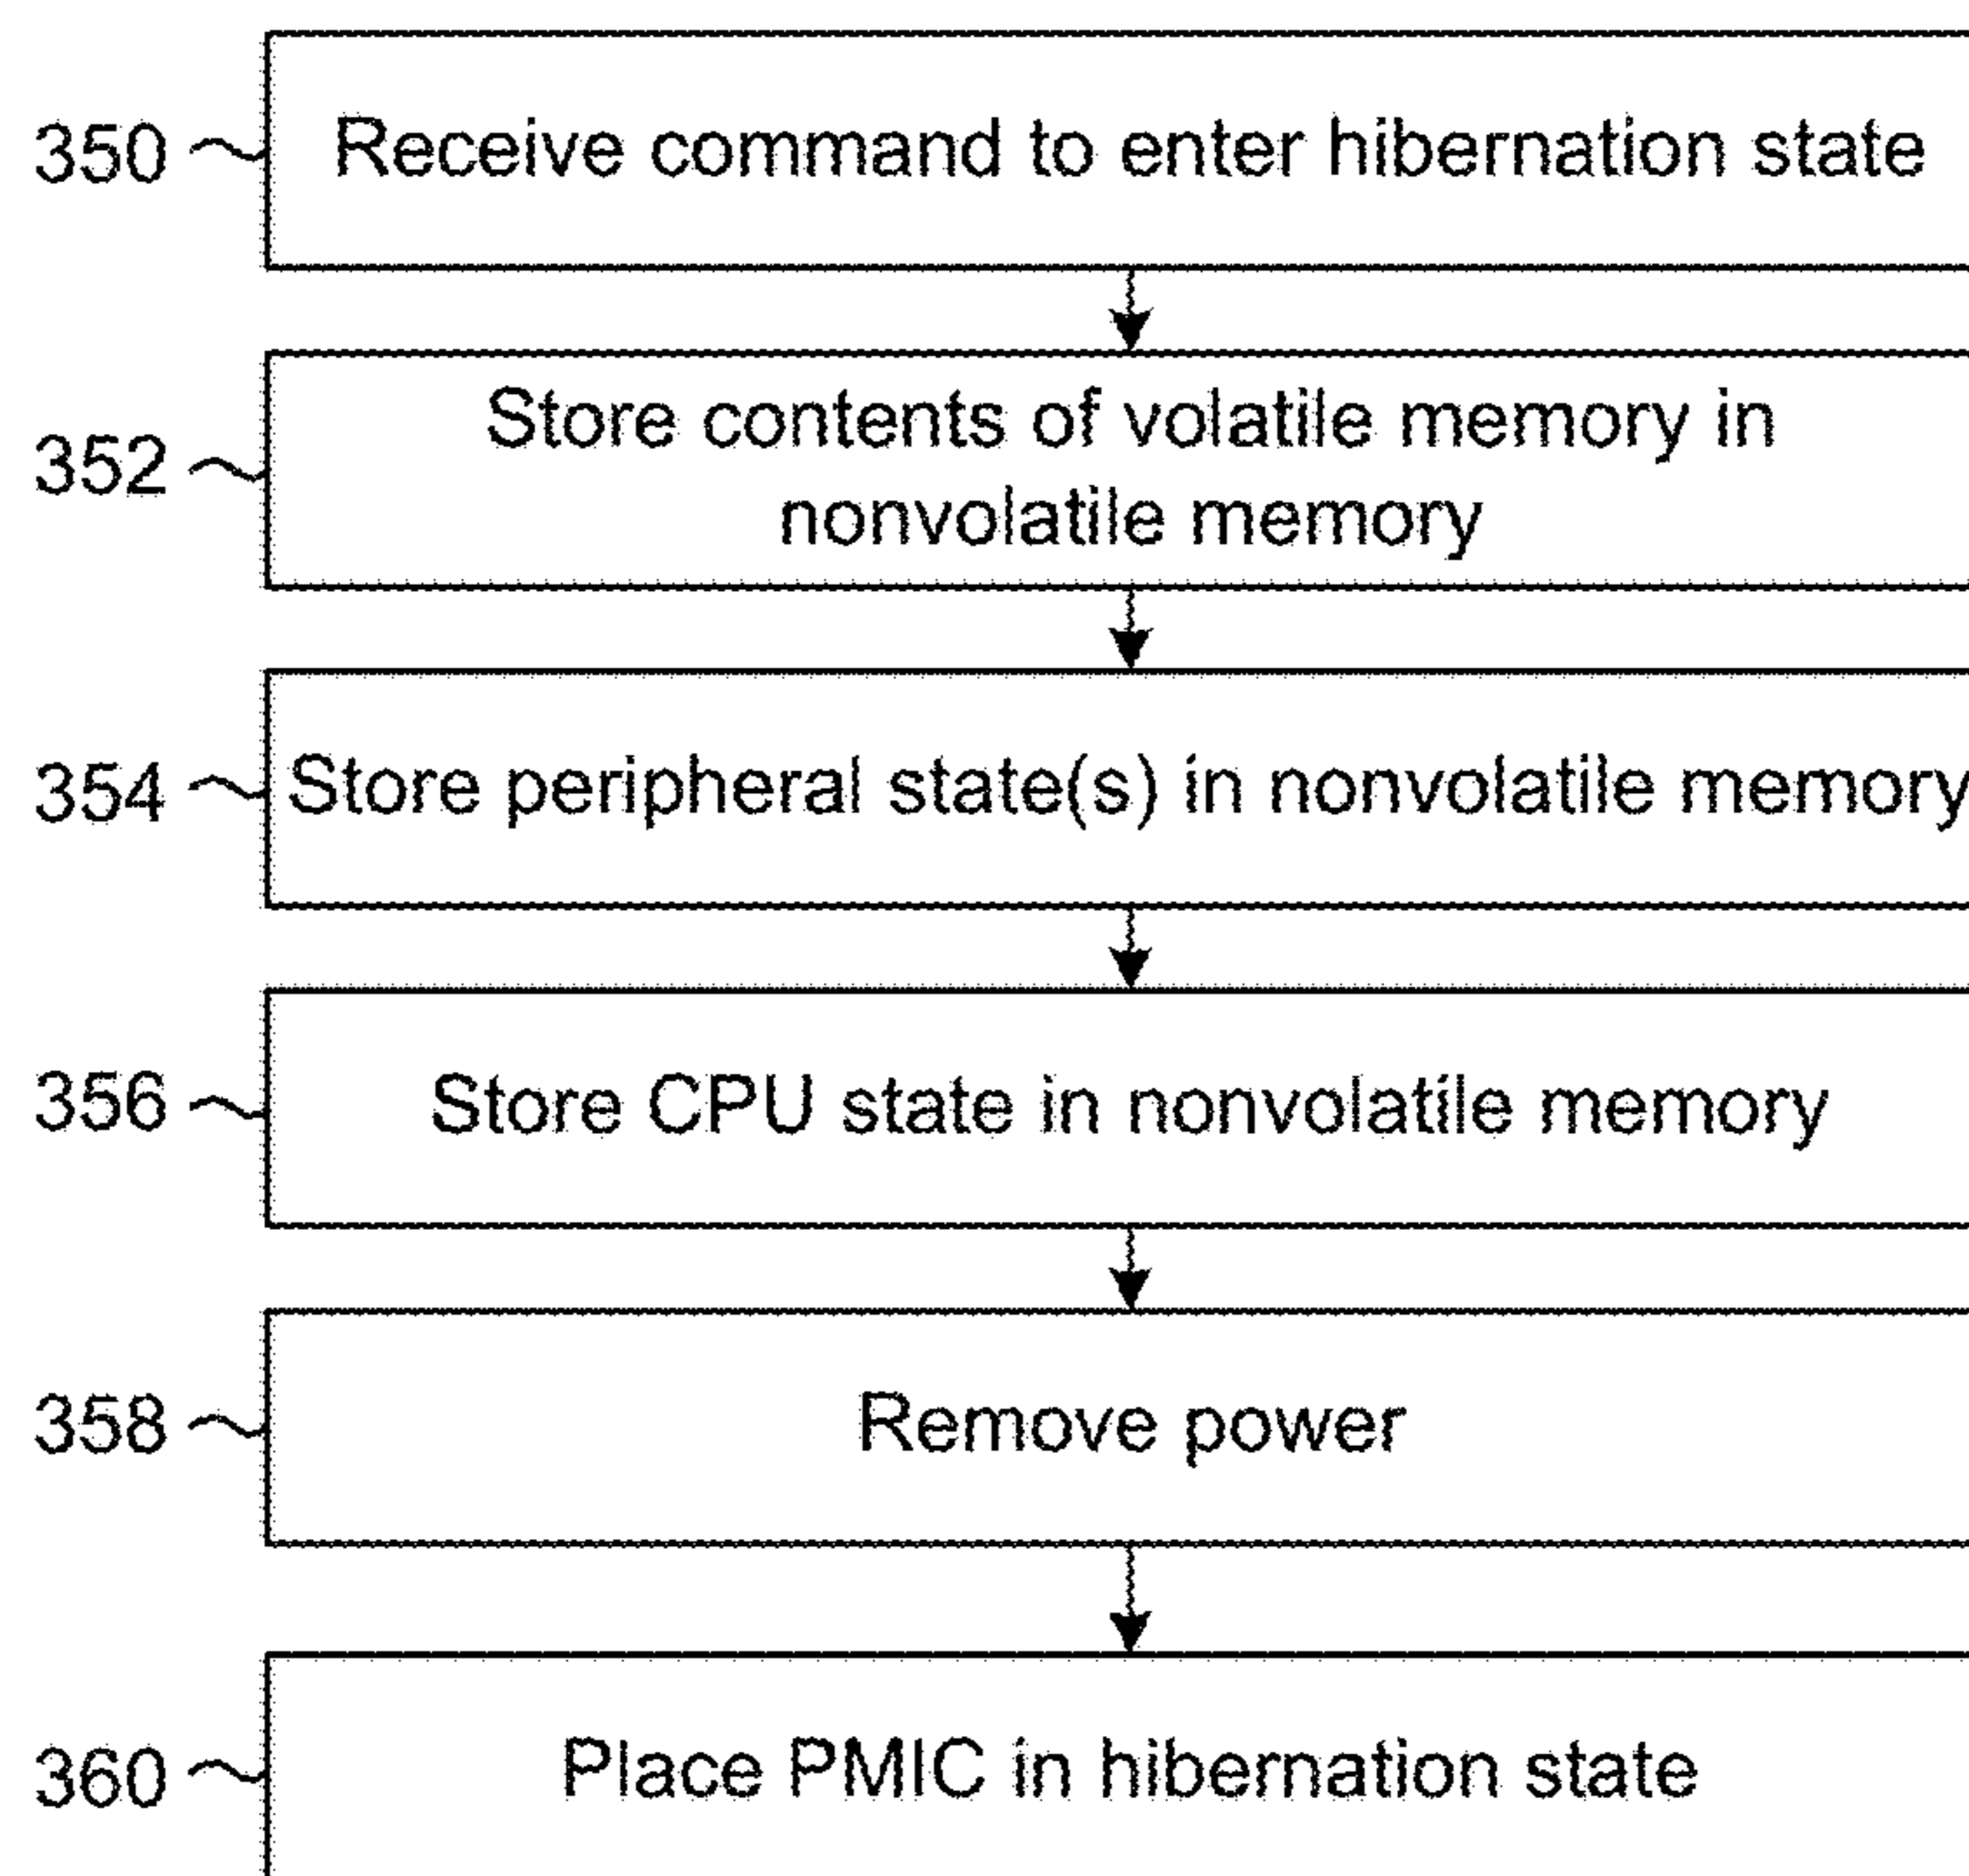 350 Receive command to enter hibernation state
352 Store contents of volatile memory in
nonvolatile memory
354 Store peripheral state(s) in nonvolatile memory
356 Store CPU state in nonvolatile memory
358 Remove power
360 Place PMIC in hibernation state